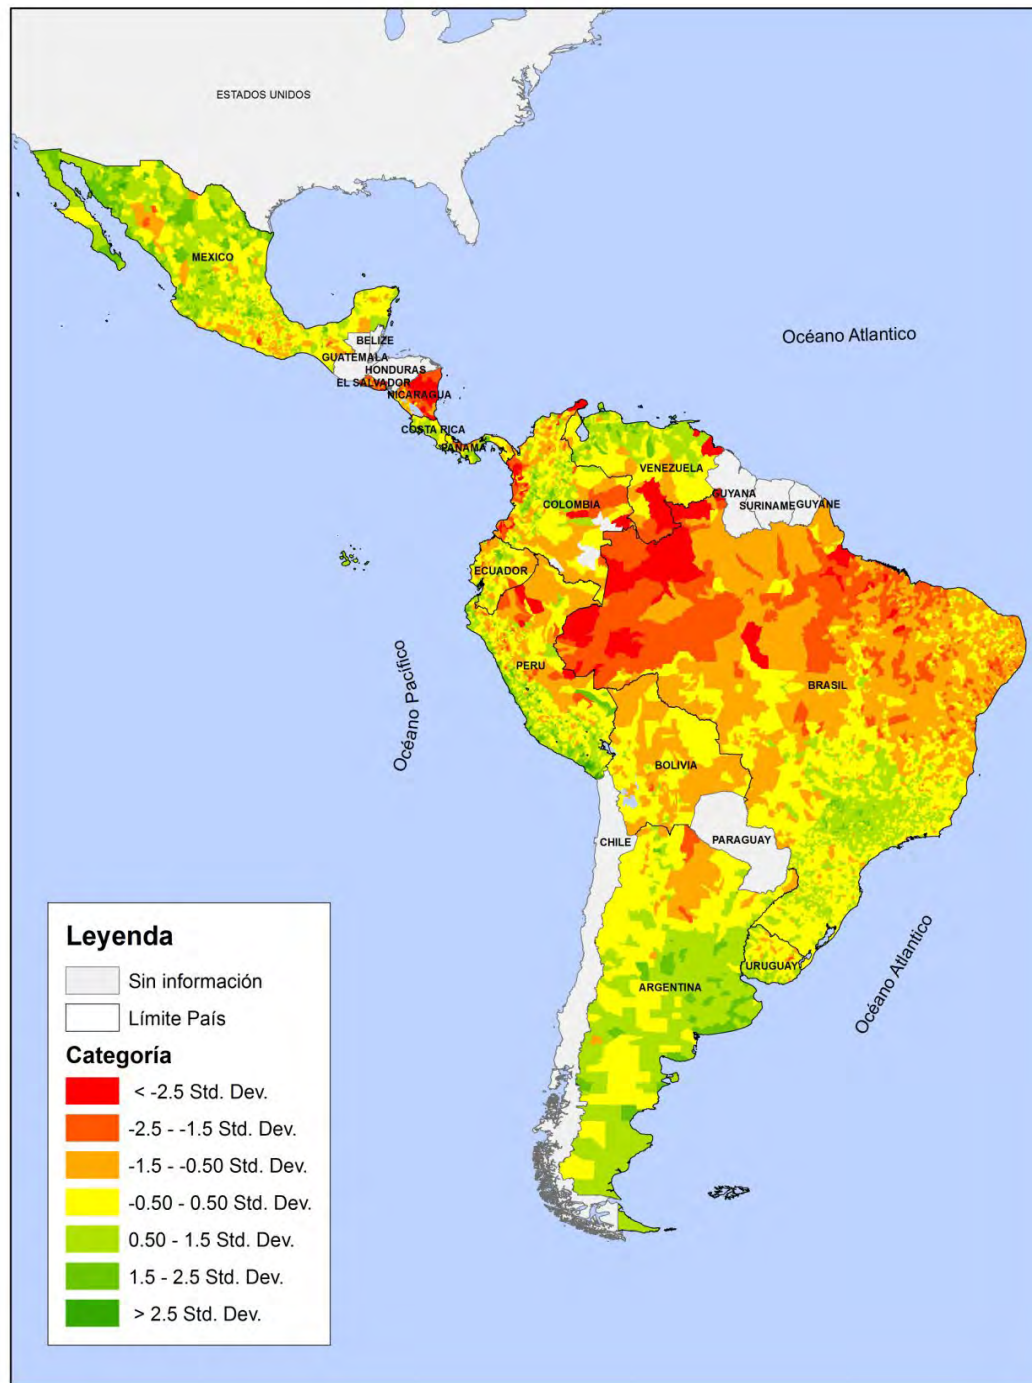 ESTADOS UNIDOS
MEXICO
Océano Atlantico
BELIZE
GUATEMALA
HONDURAS
EL SALVADOR
NICARAGUA
COSTA RICA
PANAMA
VENEZUELA
GUYANA
SURINAME
GUYANE
COLOMBIA
ECUADOR
PERU
BRASIL
Océano Pacífico
BOLIVIA
CHILE
PARAGUAY
URUGUAY
ARGENTINA
Océano Atlantico
Leyenda
Sin información
Límite País
Categoría
< -2.5 Std. Dev.
-2.5 - -1.5 Std. Dev.
-1.5 - -0.50 Std. Dev.
-0.50 - 0.50 Std. Dev.
0.50 - 1.5 Std. Dev.
1.5 - 2.5 Std. Dev.
> 2.5 Std. Dev.